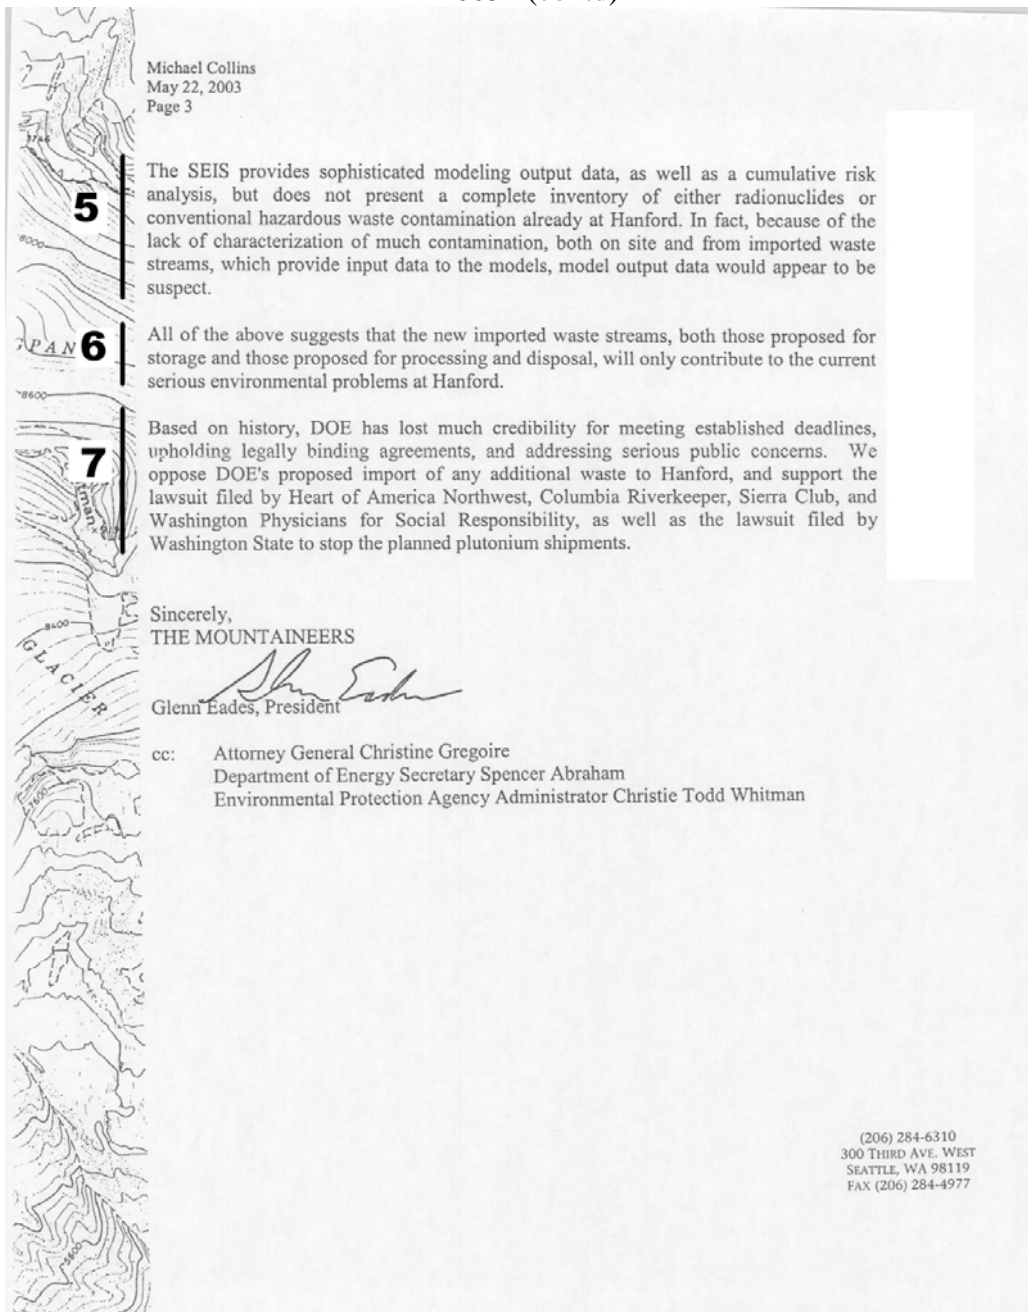 Michael Collins
May 22, 2003
Page 3
5
The SEIS provides sophisticated modeling output data, as well as a cumulative risk
analysis, but does not present a complete inventory of either radionuclides or
conventional hazardous waste contamination already at Hanford. In fact, because of the
lack of characterization of much contamination, both on site and from imported waste
streams, which provide input data to the models, model output data would appear to be
suspect.
6
All of the above suggests that the new imported waste streams, both those proposed for
storage and those proposed for processing and disposal, will only contribute to the current
serious environmental problems at Hanford.
7
Based on history, DOE has lost much credibility for meeting established deadlines,
upholding legally binding agreements, and addressing serious public concerns. We
oppose DOE's proposed import of any additional waste to Hanford, and support the
lawsuit filed by Heart of America Northwest, Columbia Riverkeeper, Sierra Club, and
Washington Physicians for Social Responsibility, as well as the lawsuit filed by
Washington State to stop the planned plutonium shipments.
Sincerely,
THE MOUNTAINEERS
Glenn Eades, President
cc: Attorney General Christine Gregoire
Department of Energy Secretary Spencer Abraham
Environmental Protection Agency Administrator Christie Todd Whitman
(206) 284-6310
300 THIRD AVE. WEST
SEATTLE, WA 98119
FAX (206) 284-4977
8000
8600
8400
GLACIER
7600
5600